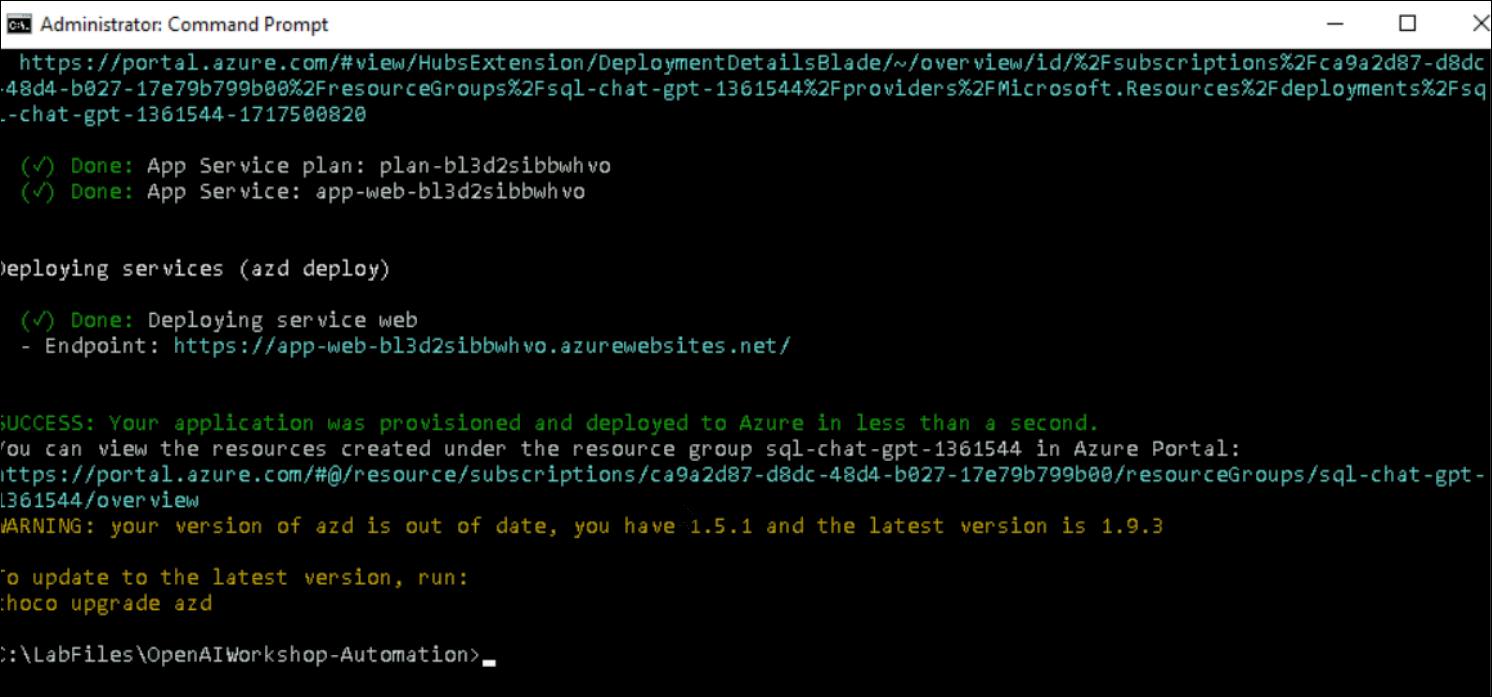 Administrator: Command Prompt
https://portal.azure.com/#view/HubsExtension/DeploymentDetailsBlade/~/overview/id/%2Fsubscriptions%2Fca9a2d87-d8dc
-48d4-b027-17e79b799b00%2FresourceGroups%2Fsql-chat-gpt-1361544%2Fproviders%2FMicrosoft.Resources%2Fdeployments%2Fsq
l-chat-gpt-1361544-1717500820
(✓) Done: App Service plan: plan-bl3d2sibbwhvo
(✓) Done: App Service: app-web-bl3d2sibbwhvo
Deploying services (azd deploy)
(✓) Done: Deploying service web
- Endpoint: https://app-web-bl3d2sibbwhvo.azurewebsites.net/
SUCCESS: Your application was provisioned and deployed to Azure in less than a second.
You can view the resources created under the resource group sql-chat-gpt-1361544 in Azure Portal:
https://portal.azure.com/#@/resource/subscriptions/ca9a2d87-d8dc-48d4-b027-17e79b799b00/resourceGroups/sql-chat-gpt-
1361544/overview
WARNING: your version of azd is out of date, you have 1.5.1 and the latest version is 1.9.3
To update to the latest version, run:
choco upgrade azd
C:\LabFiles\OpenAIWorkshop-Automation>